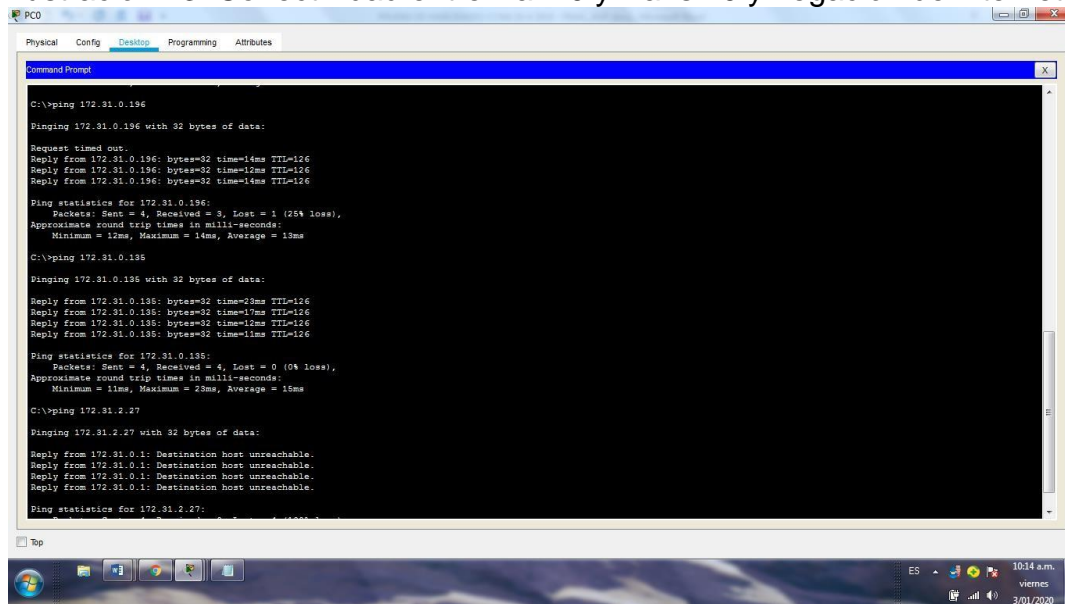 PC0
Physical Config Desktop Programming Attributes
Command Prompt
X
C:\>ping 172.31.0.196
Pinging 172.31.0.196 with 32 bytes of data:
Request timed out.
Reply from 172.31.0.196: bytes=32 time=14ms TTL=126
Reply from 172.31.0.196: bytes=32 time=12ms TTL=126
Reply from 172.31.0.196: bytes=32 time=14ms TTL=126
Ping statistics for 172.31.0.196:
Packets: Sent = 4, Received = 3, Lost = 1 (25% loss),
Approximate round trip times in milli-seconds:
Minimum = 12ms, Maximum = 14ms, Average = 13ms
C:\>ping 172.31.0.135
Pinging 172.31.0.135 with 32 bytes of data:
Reply from 172.31.0.135: bytes=32 time=23ms TTL=126
Reply from 172.31.0.135: bytes=32 time=17ms TTL=126
Reply from 172.31.0.135: bytes=32 time=12ms TTL=126
Reply from 172.31.0.135: bytes=32 time=11ms TTL=126
Ping statistics for 172.31.0.135:
Packets: Sent = 4, Received = 4, Lost = 0 (0% loss),
Approximate round trip times in milli-seconds:
Minimum = 11ms, Maximum = 23ms, Average = 15ms
C:\>ping 172.31.2.27
Pinging 172.31.2.27 with 32 bytes of data:
Reply from 172.31.0.1: Destination host unreachable.
Reply from 172.31.0.1: Destination host unreachable.
Reply from 172.31.0.1: Destination host unreachable.
Reply from 172.31.0.1: Destination host unreachable.
Ping statistics for 172.31.2.27:
Top
ES
10:14 a.m.
viernes
3/01/2020